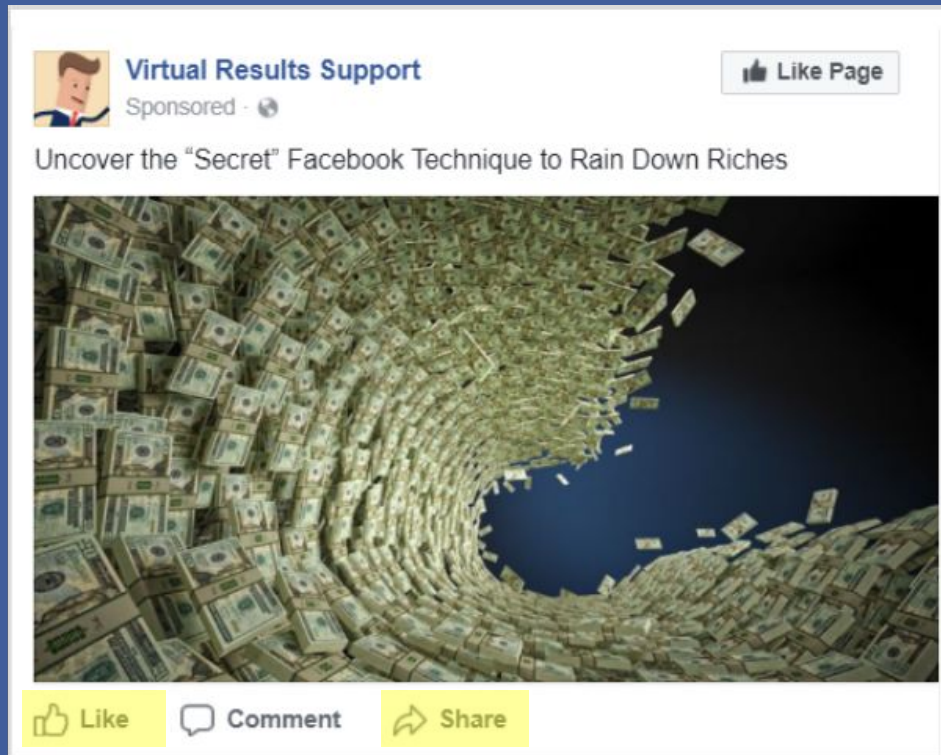 Virtual Results Support
Like Page
Sponsored ·
Uncover the “Secret” Facebook Technique to Rain Down Riches
Like Comment Share